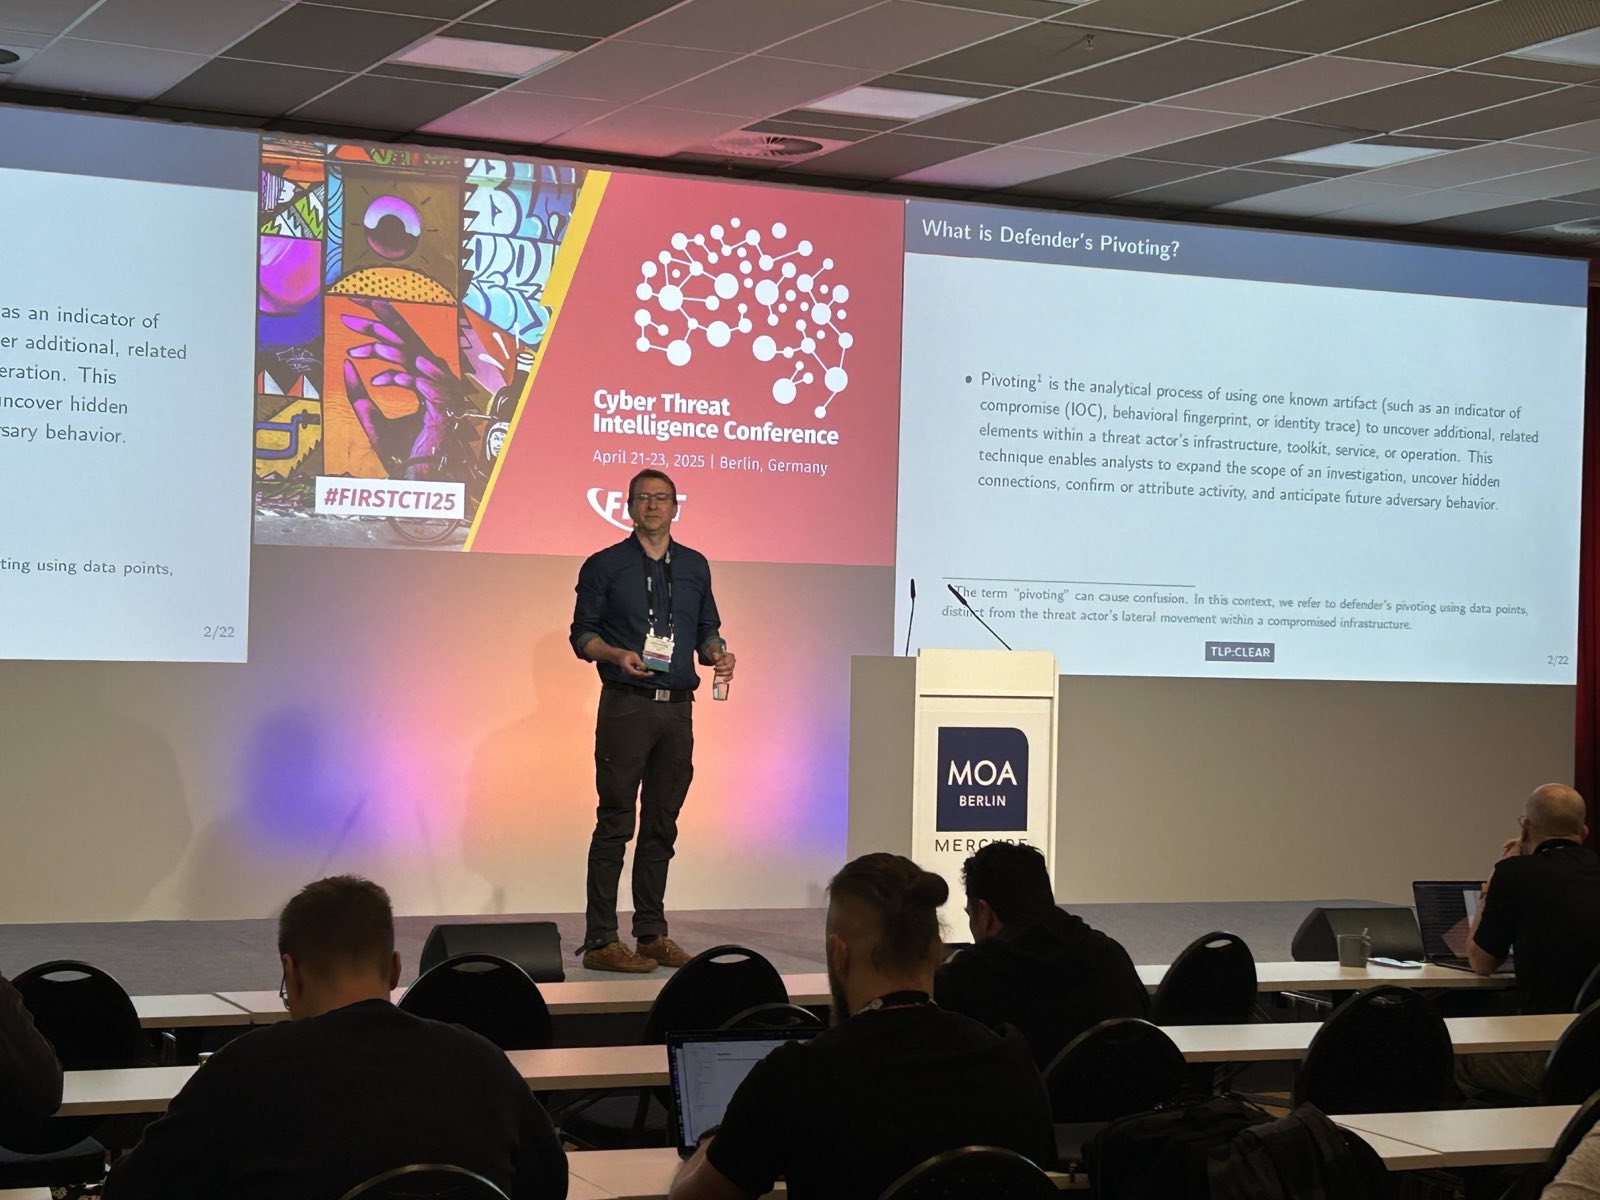 as an indicator of
er additional, related
eration. This
uncover hidden
sary behavior.
ting using data points,
2/22
#FIRSTCTI25
Cyber Threat
Intelligence Conference
April 21-23, 2025 | Berlin, Germany
What is Defender's Pivoting?
• Pivoting¹ is the analytical process of using one known artifact (such as an indicator of
compromise (IOC), behavioral fingerprint, or identity trace) to uncover additional, related
elements within a threat actor's infrastructure, toolkit, service, or operation. This
technique enables analysts to expand the scope of an investigation, uncover hidden
connections, confirm or attribute activity, and anticipate future adversary behavior.
The term "pivoting" can cause confusion. In this context, we refer to defender's pivoting using data points,
distinct from the threat actor's lateral movement within a compromised infrastructure.
TLP:CLEAR
2/22
MOA
BERLIN
MERCURE